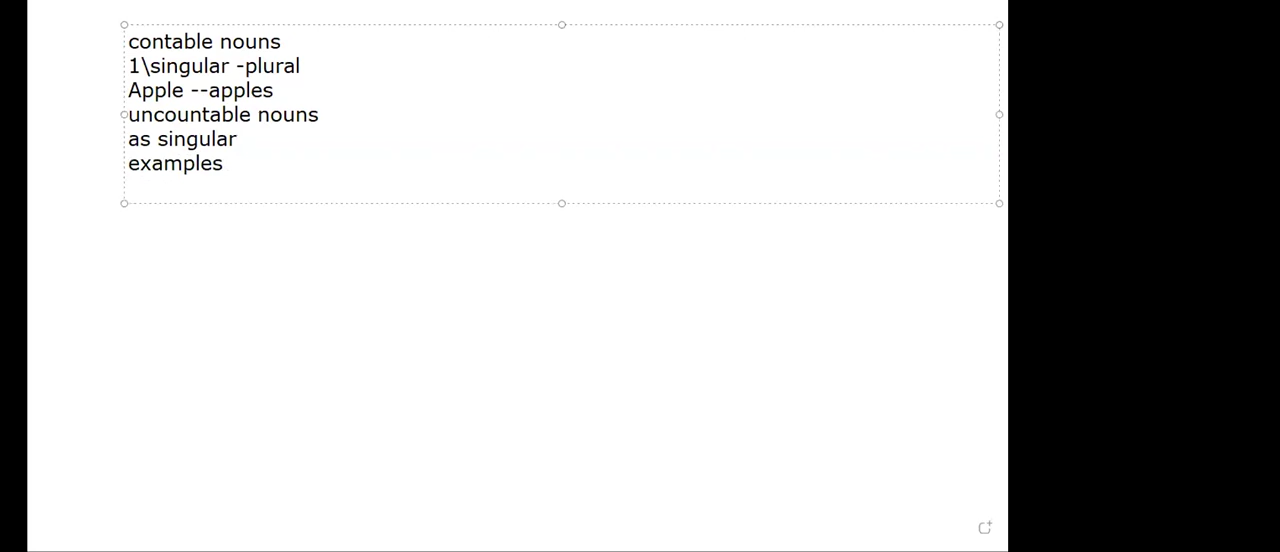 contable nouns
1\singular -plural
Apple --apples
uncountable nouns
as singular
examples